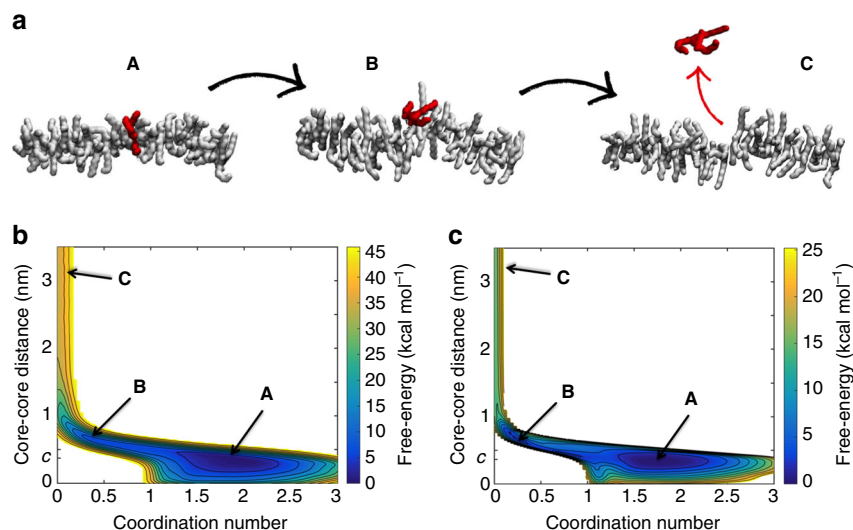 a
A
B
C
b
c
Core-core distance (nm)
3
2
1
c
0
C
B
A
0
0.5
1
1.5
2
2.5
3
Coordination number
45
40
35
30
25
20
15
10
5
0
Free-energy (kcal mol⁻¹)
Core-core distance (nm)
3
2
1
c
0
C
B
A
0
0.5
1
1.5
2
2.5
3
Coordination number
25
20
15
10
5
0
Free-energy (kcal mol⁻¹)